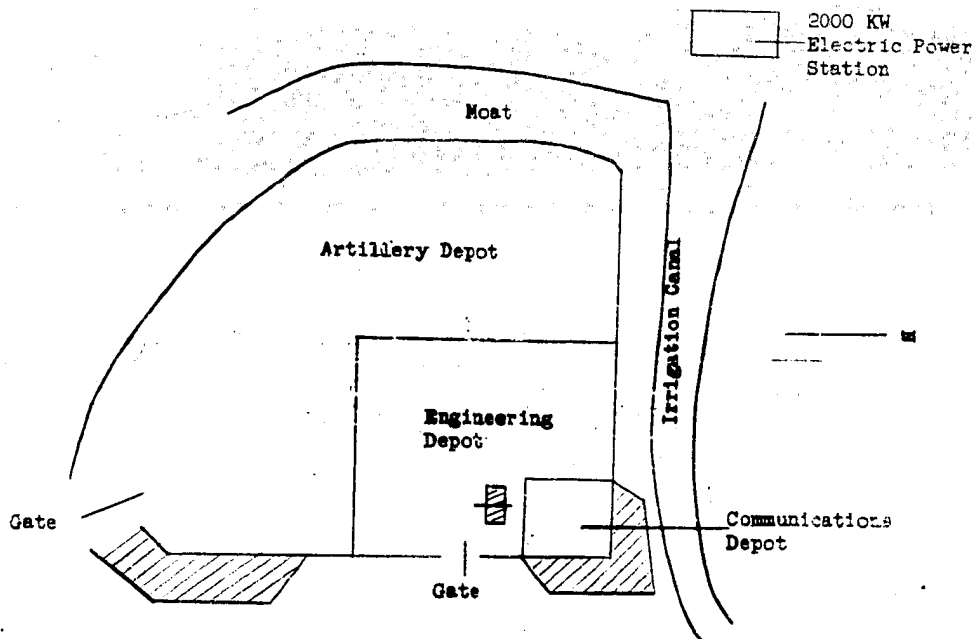 2000 KW
Electric Power
Station
Moat
Artillery Depot
Irrigation Canal
Engineering
Depot
Gate
Communications
Depot
Gate